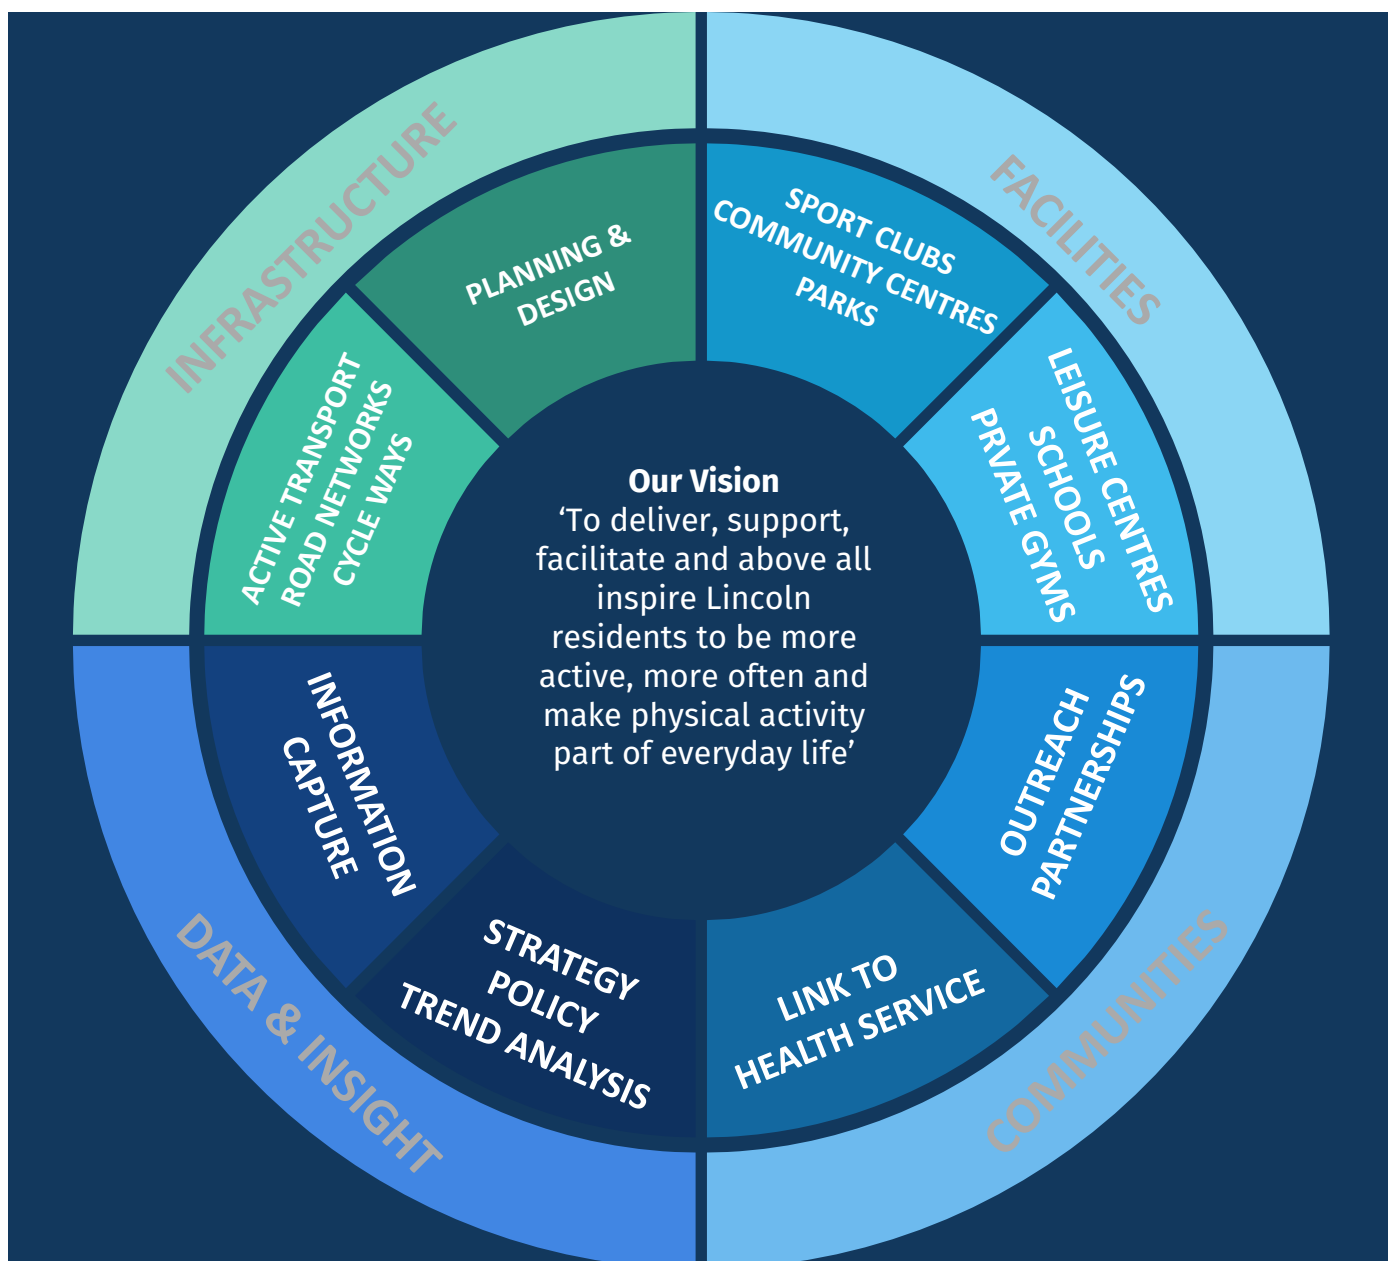 INFRASTRUCTURE
PLANNING &
DESIGN
ACTIVE TRANSPORT
ROAD NETWORKS
CYCLE WAYS
FACILITIES
SPORT CLUBS
COMMUNITY CENTRES
PARKS
LEISURE CENTRES
SCHOOLS
PRVATE GYMS
Our Vision
‘To deliver, support,
facilitate and above all
inspire Lincoln
residents to be more
active, more often and
make physical activity
part of everyday life’
COMMUNITIES
OUTREACH
PARTNERSHIPS
LINK TO
HEALTH SERVICE
DATA & INSIGHT
INFORMATION
CAPTURE
STRATEGY
POLICY
TREND ANALYSIS